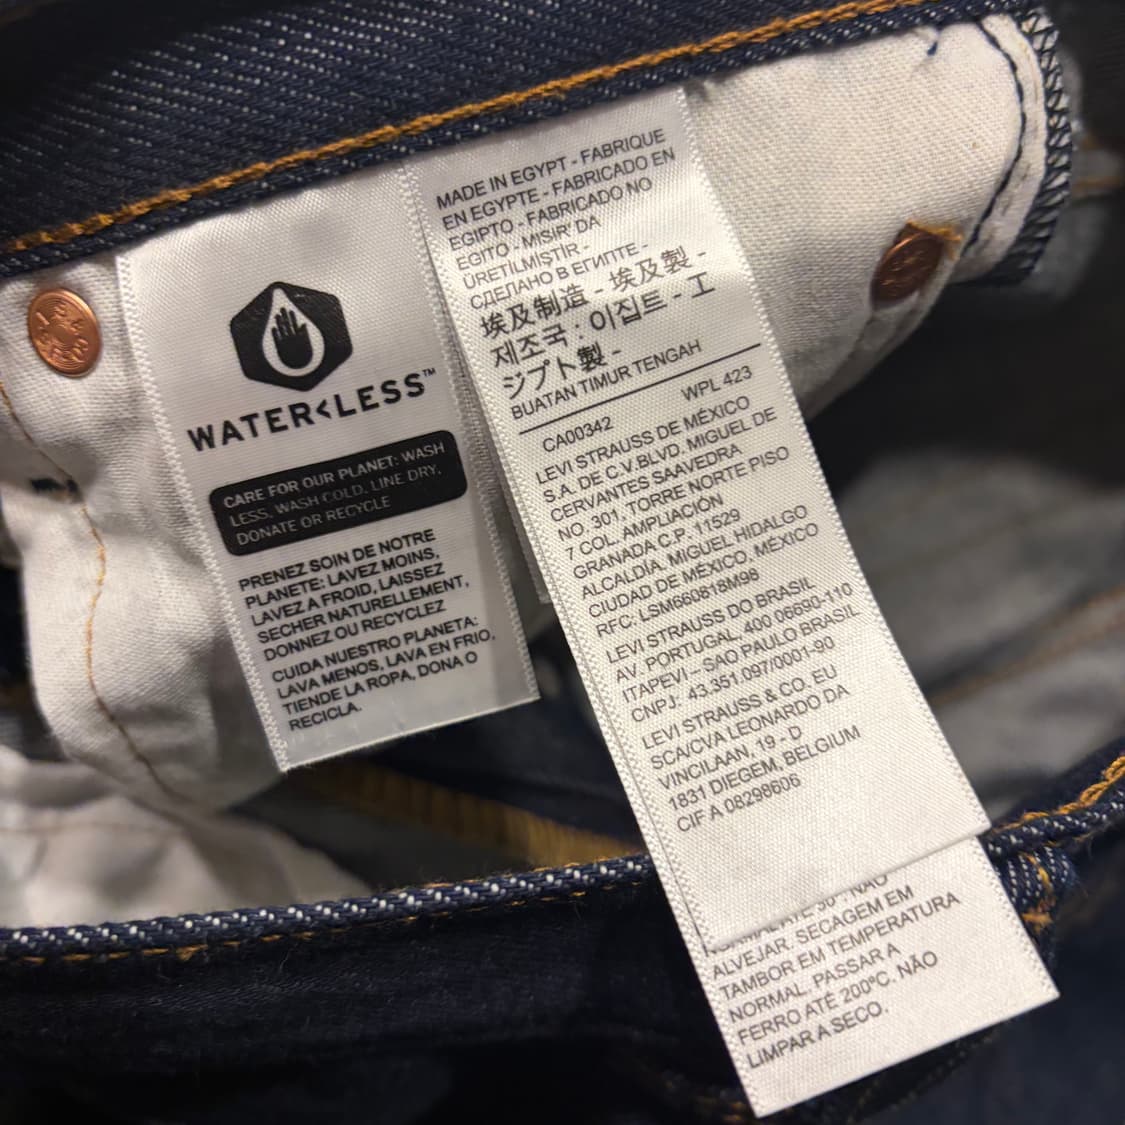 WATER<LESS™
CARE FOR OUR PLANET: WASH
LESS, WASH COLD, LINE DRY,
DONATE OR RECYCLE
PRENEZ SOIN DE NOTRE
PLANETE: LAVEZ MOINS,
LAVEZ A FROID, LAISSEZ
SECHER NATURELLEMENT,
DONNEZ OU RECYCLEZ
CUIDA NUESTRO PLANETA:
LAVA MENOS, LAVA EN FRIO,
TIENDE LA ROPA, DONA O
RECICLA.
MADE IN EGYPT - FABRIQUE
EN EGYPTE - FABRICADO EN
EGIPTO - FABRICADO NO
EGITO - MISIR' DA
ÜRETILMIŞTIR -
СДЕЛАНО В ЕГИПТЕ -
埃及制造 - 埃及製 -
제조국 : 이집트 - エ
ジプト製 -
BUATAN TIMUR TENGAH
CA00342 WPL 423
LEVI STRAUSS DE MÉXICO
S.A. DE C.V.BLVD. MIGUEL DE
CERVANTES SAAVEDRA
NO. 301, TORRE NORTE PISO
7 COL. AMPLIACIÓN
GRANADA C.P. 11529
ALCALDÍA. MIGUEL HIDALGO
CIUDAD DE MÉXICO, MÉXICO
RFC: LSM660818M98
LEVI STRAUSS DO BRASIL
AV. PORTUGAL, 400 06690-110
ITAPEVI – SAO PAULO BRASIL
CNPJ: 43.351.097/0001-90
LEVI STRAUSS & CO. EU
SCA/CVA LEONARDO DA
VINCILAAN, 19 - D
1831 DIEGEM, BELGIUM
CIF A 08298606
ALVEJAR. SECAGEM EM
TAMBOR EM TEMPERATURA
NORMAL. PASSAR A
FERRO ATÉ 200ºC. NÃO
LIMPAR A SECO.